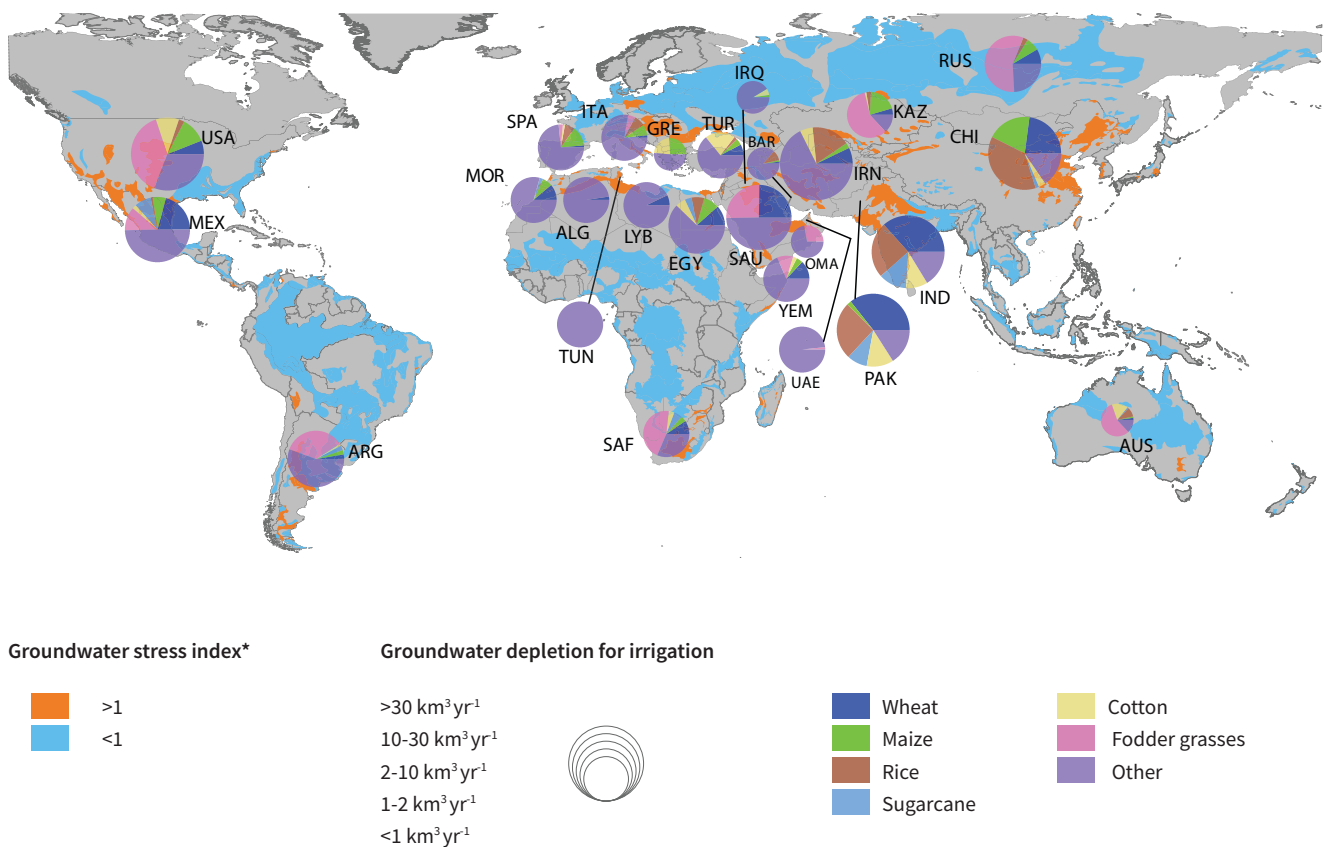 RUS
IRQ
USA
SPA
ITA
GRE
TUR
BAR
KAZ
CHI
IRN
MOR
MEX
ALG
LYB
EGY
SAU
OMA
IND
YEM
TUN
UAE
PAK
SAF
ARG
AUS
Groundwater stress index*
>1
<1
Groundwater depletion for irrigation
>30 km³ yr⁻¹
10-30 km³ yr⁻¹
2-10 km³ yr⁻¹
1-2 km³ yr⁻¹
<1 km³ yr⁻¹
Wheat
Maize
Rice
Sugarcane
Cotton
Fodder grasses
Other